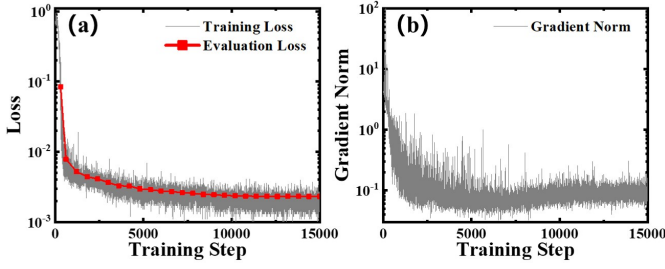 (a)
Training Loss
Evaluation Loss
10^0
10^-1
10^-2
10^-3
Loss
0
5000
10000
15000
Training Step
(b)
Gradient Norm
10^2
10^1
10^0
10^-1
Gradient Norm
0
5000
10000
15000
Training Step